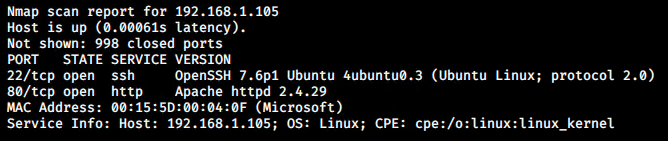 Nmap scan report for 192.168.1.105
Host is up (0.00061s latency).
Not shown: 998 closed ports
PORT   STATE SERVICE VERSION
22/tcp open  ssh     OpenSSH 7.6p1 Ubuntu 4ubuntu0.3 (Ubuntu Linux; protocol 2.0)
80/tcp open  http    Apache httpd 2.4.29
MAC Address: 00:15:5D:00:04:0F (Microsoft)
Service Info: Host: 192.168.1.105; OS: Linux; CPE: cpe:/o:linux:linux_kernel